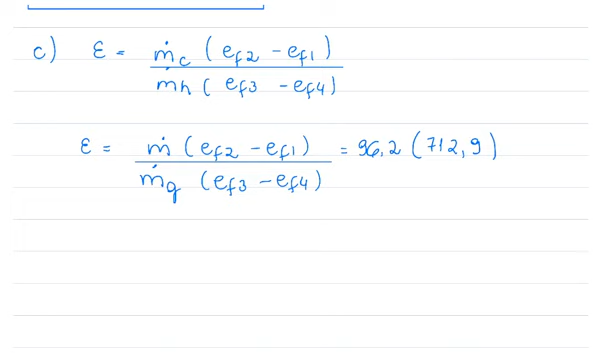 c) ε = ṁc (ef2 - ef1)
ṁh ( ef3 - ef4)
ε = ṁ (ef2 - ef1) = 96,2 (712,9)
ṁg (ef3 - ef4)